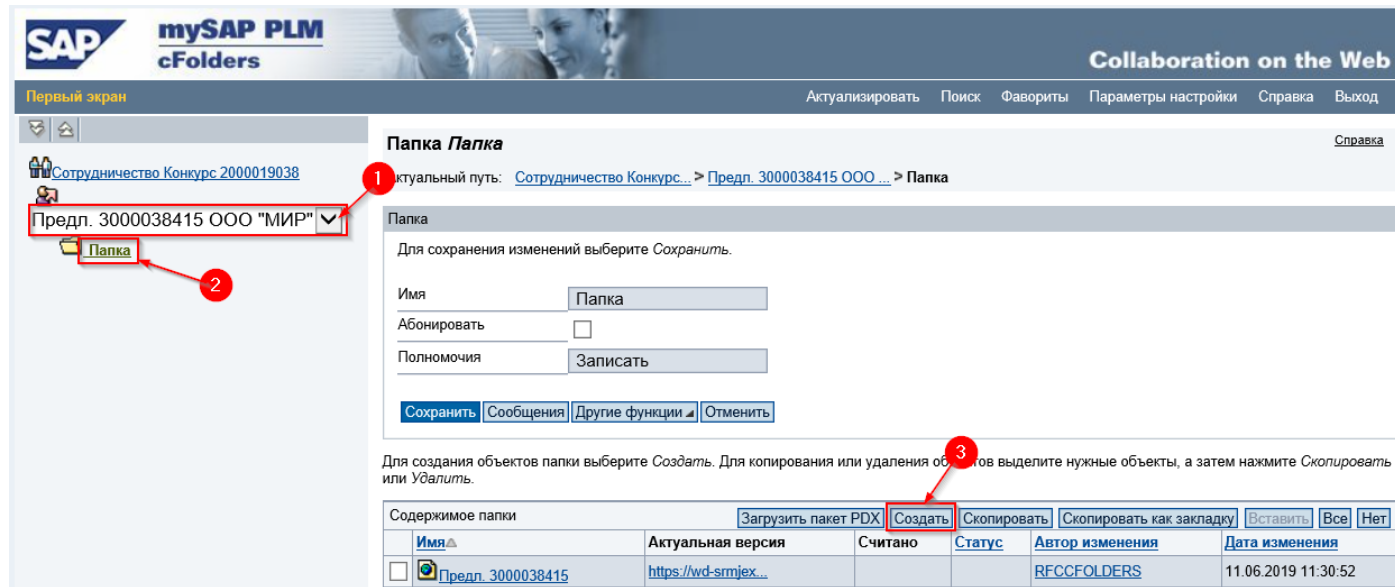 SAP
mySAP PLM
cFolders
Collaboration on the Web
Первый экран
Актуализировать Поиск Фавориты Параметры настройки Справка Выход
Сотрудничество Конкурс 2000019038
1
Предл. 3000038415 ООО "МИР"
Папка
2
Папка Папка
Справка
ктуальный путь: Сотрудничество Конкурс... > Предл. 3000038415 ООО ... > Папка
Папка
Для сохранения изменений выберите Сохранить.
Имя Папка
Абонировать
Полномочия Записать
Сохранить Сообщения Другие функции Отменить
3
Для создания объектов папки выберите Создать. Для копирования или удаления об тов выделите нужные объекты, а затем нажмите Скопировать
или Удалить.
Содержимое папки Загрузить пакет PDX Создать Скопировать Скопировать как закладку Вставить Все Нет
Имя Актуальная версия Считано Статус Автор изменения Дата изменения
Предл. 3000038415 https://wd-srmjex... RFCCFOLDERS 11.06.2019 11:30:52